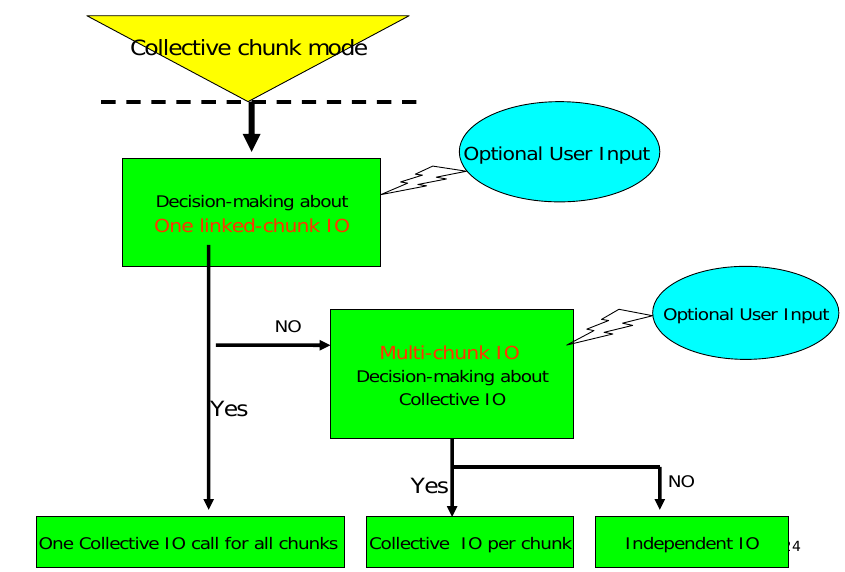 Collective chunk mode
Optional User Input
Decision-making about
One linked-chunk IO
Optional User Input
NO
Multi-chunk IO
Decision-making about
Collective IO
Yes
Yes
NO
One Collective IO call for all chunks
Collective IO per chunk
Independent IO
24